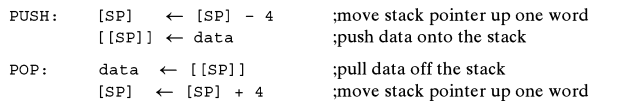 PUSH: [SP] ← [SP] - 4 ;move stack pointer up one word
[[SP]] ← data ;push data onto the stack
POP: data ← [[SP]] ;pull data off the stack
[SP] ← [SP] + 4 ;move stack pointer up one word